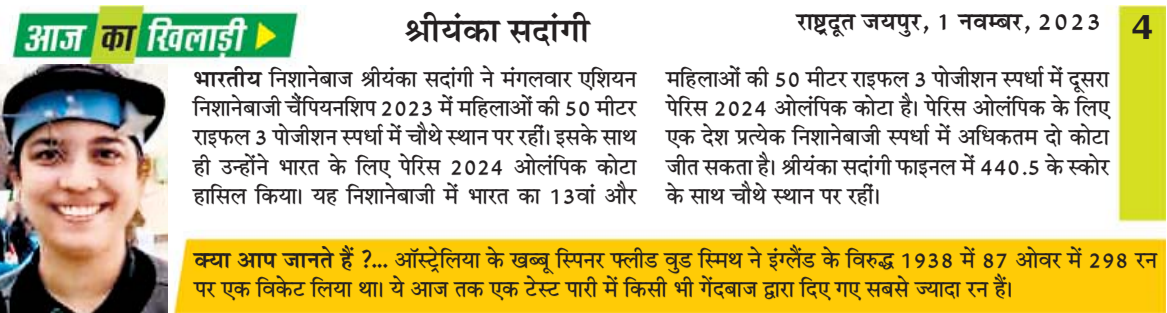 आज का खिलाड़ी
श्रीयंका सदांगी
राष्ट्रदूत जयपुर, 1 नवम्बर, 2023
4
भारतीय निशानेबाज श्रीयंका सदांगी ने मंगलवार एशियन
निशानेबाजी चैंपियनशिप 2023 में महिलाओं की 50 मीटर
राइफल 3 पोजीशन स्पर्धा में चौथे स्थान पर रहीं। इसके साथ
ही उन्होंने भारत के लिए पेरिस 2024 ओलंपिक कोटा
हासिल किया। यह निशानेबाजी में भारत का 13वां और
महिलाओं की 50 मीटर राइफल 3 पोजीशन स्पर्धा में दूसरा
पेरिस 2024 ओलंपिक कोटा है। पेरिस ओलंपिक के लिए
एक देश प्रत्येक निशानेबाजी स्पर्धा में अधिकतम दो कोटा
जीत सकता है। श्रीयंका सदांगी फाइनल में 440.5 के स्कोर
के साथ चौथे स्थान पर रहीं।
क्या आप जानते हैं ?... ऑस्ट्रेलिया के खब्बू स्पिनर फ्लीड वुड स्मिथ ने इंग्लैंड के विरुद्ध 1938 में 87 ओवर में 298 रन
पर एक विकेट लिया था। ये आज तक एक टेस्ट पारी में किसी भी गेंदबाज द्वारा दिए गए सबसे ज्यादा रन हैं।